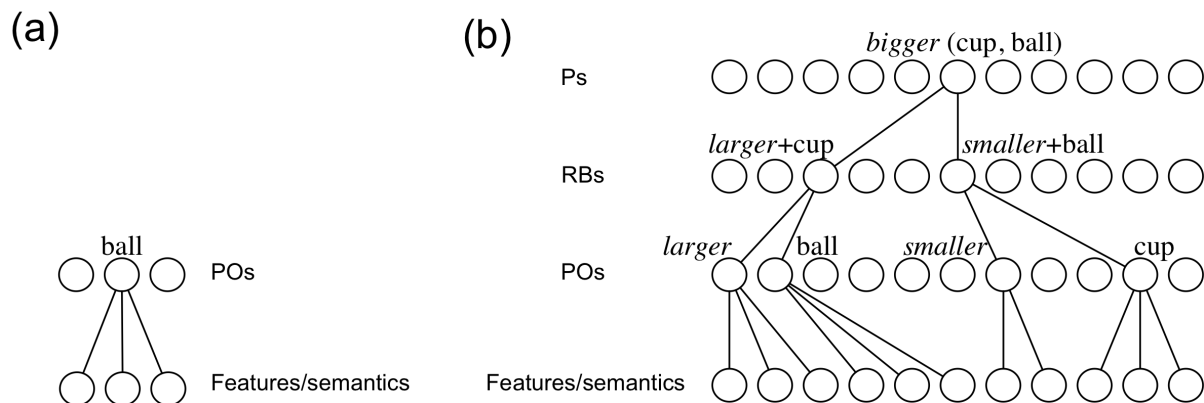 (a)
ball
POs
Features/semantics
(b)
bigger (cup, ball)
Ps
larger+cup smaller+ball
RBs
larger ball smaller cup
POs
Features/semantics